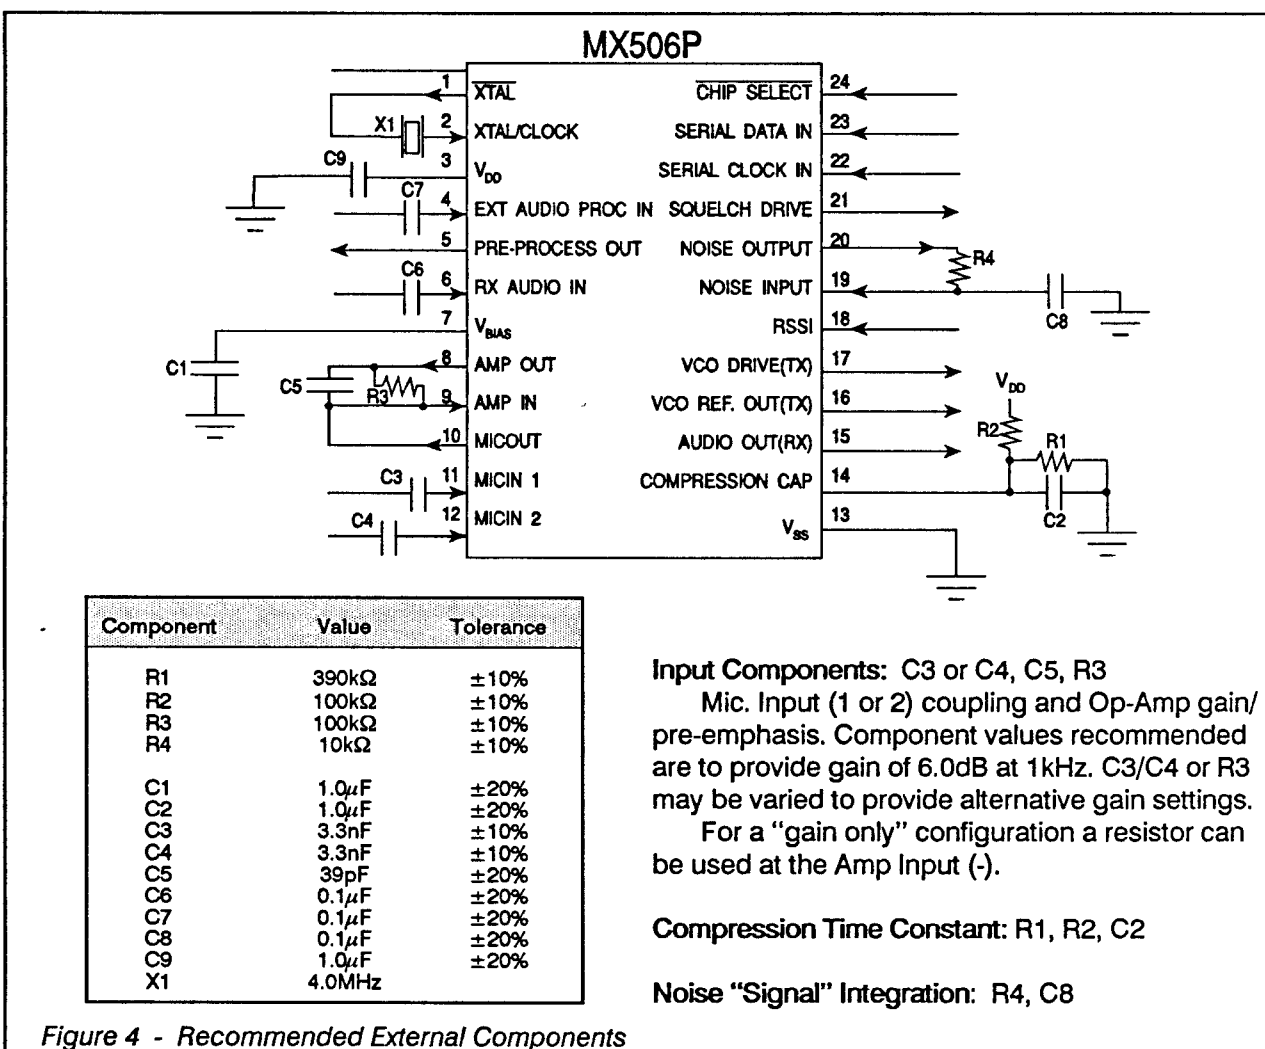 MX506P
1 XTAL
X1 2 XTAL/CLOCK
C9 3 VDD
C7 4 EXT AUDIO PROC IN
5 PRE-PROCESS OUT
C6 6 RX AUDIO IN
7 VBIAS
C1
8 AMP OUT
C5 R3 9 AMP IN
10 MICOUT
C3 11 MICIN 1
C4 12 MICIN 2
CHIP SELECT 24
SERIAL DATA IN 23
SERIAL CLOCK IN 22
SQUELCH DRIVE 21
NOISE OUTPUT 20
R4
NOISE INPUT 19
C8
RSSI 18
VCO DRIVE(TX) 17
VDD
VCO REF. OUT(TX) 16
R2 R1
AUDIO OUT(RX) 15
COMPRESSION CAP 14
C2
VSS 13
Component Value Tolerance
R1 390kΩ ±10%
R2 100kΩ ±10%
R3 100kΩ ±10%
R4 10kΩ ±10%
C1 1.0μF ±20%
C2 1.0μF ±20%
C3 3.3nF ±10%
C4 3.3nF ±10%
C5 39pF ±20%
C6 0.1μF ±20%
C7 0.1μF ±20%
C8 0.1μF ±20%
C9 1.0μF ±20%
X1 4.0MHz
Input Components: C3 or C4, C5, R3
Mic. Input (1 or 2) coupling and Op-Amp gain/
pre-emphasis. Component values recommended
are to provide gain of 6.0dB at 1kHz. C3/C4 or R3
may be varied to provide alternative gain settings.
For a "gain only" configuration a resistor can
be used at the Amp Input (-).
Compression Time Constant: R1, R2, C2
Noise "Signal" Integration: R4, C8
Figure 4 - Recommended External Components